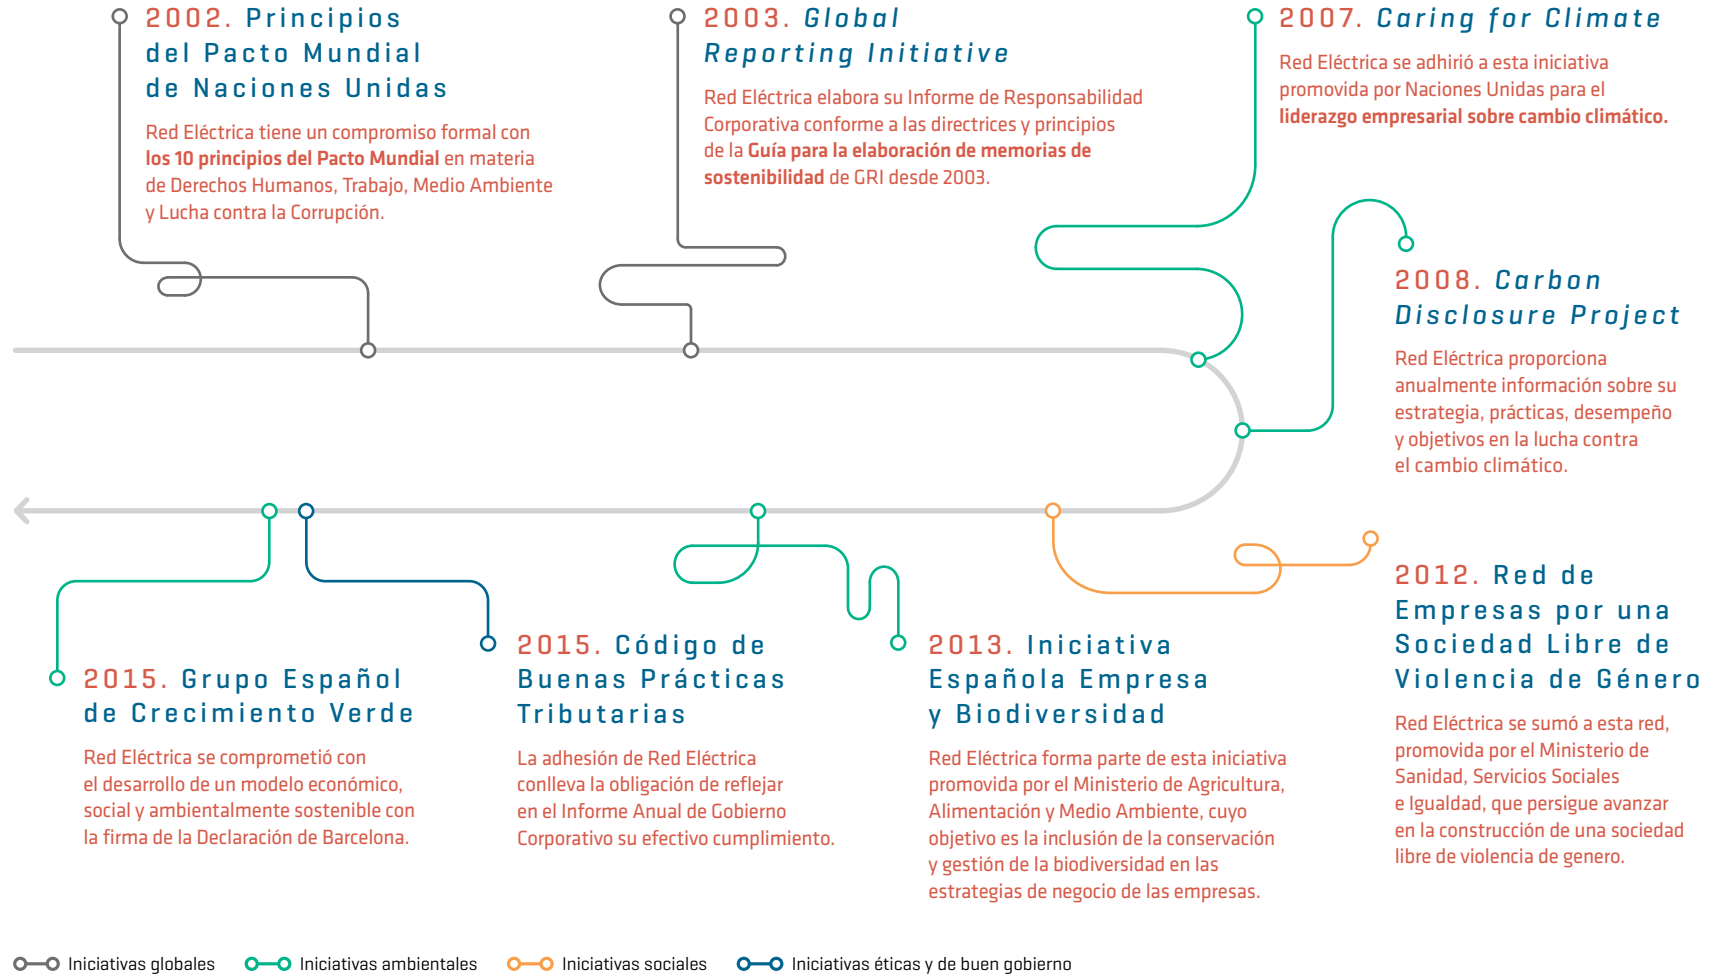 2002. Principios
del Pacto Mundial
de Naciones Unidas
Red Eléctrica tiene un compromiso formal con
los 10 principios del Pacto Mundial en materia
de Derechos Humanos, Trabajo, Medio Ambiente
y Lucha contra la Corrupción.
2003. Global
Reporting Initiative
Red Eléctrica elabora su Informe de Responsabilidad
Corporativa conforme a las directrices y principios
de la Guía para la elaboración de memorias de
sostenibilidad de GRI desde 2003.
2007. Caring for Climate
Red Eléctrica se adhirió a esta iniciativa
promovida por Naciones Unidas para el
liderazgo empresarial sobre cambio climático.
2008. Carbon
Disclosure Project
Red Eléctrica proporciona
anualmente información sobre su
estrategia, prácticas, desempeño
y objetivos en la lucha contra
el cambio climático.
2012. Red de
Empresas por una
Sociedad Libre de
Violencia de Género
Red Eléctrica se sumó a esta red,
promovida por el Ministerio de
Sanidad, Servicios Sociales
e Igualdad, que persigue avanzar
en la construcción de una sociedad
libre de violencia de genero.
2013. Iniciativa
Española Empresa
y Biodiversidad
Red Eléctrica forma parte de esta iniciativa
promovida por el Ministerio de Agricultura,
Alimentación y Medio Ambiente, cuyo
objetivo es la inclusión de la conservación
y gestión de la biodiversidad en las
estrategias de negocio de las empresas.
2015. Código de
Buenas Prácticas
Tributarias
La adhesión de Red Eléctrica
conlleva la obligación de reflejar
en el Informe Anual de Gobierno
Corporativo su efectivo cumplimiento.
2015. Grupo Español
de Crecimiento Verde
Red Eléctrica se comprometió con
el desarrollo de un modelo económico,
social y ambientalmente sostenible con
la firma de la Declaración de Barcelona.
Iniciativas globales
Iniciativas ambientales
Iniciativas sociales
Iniciativas éticas y de buen gobierno